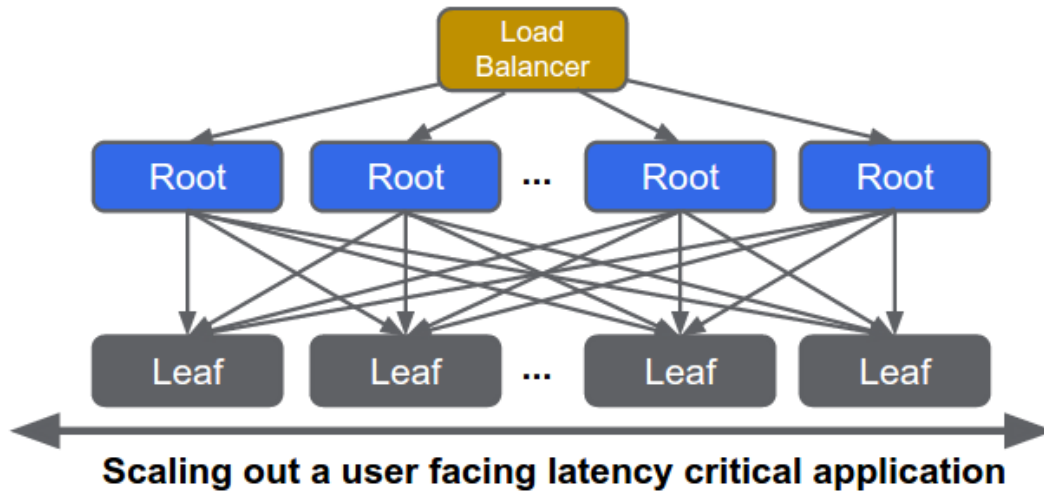 Load
Balancer
Root Root ... Root Root
Leaf Leaf ... Leaf Leaf
Scaling out a user facing latency critical application